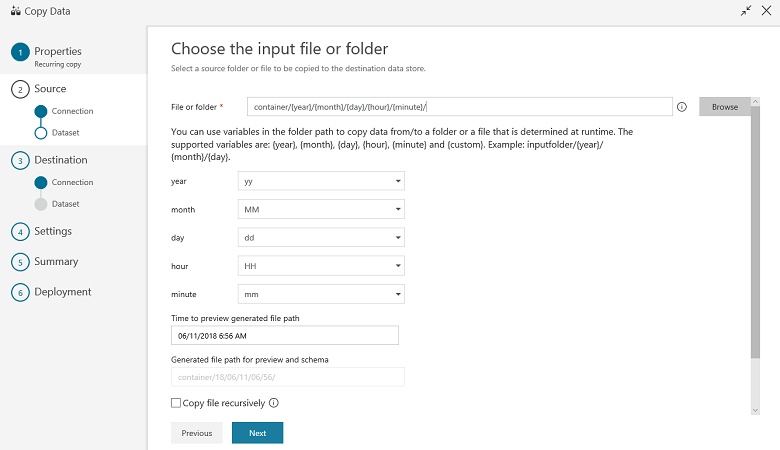 Copy Data
1 Properties
Recurring copy
2 Source
Connection
Dataset
3 Destination
Connection
Dataset
4 Settings
5 Summary
6 Deployment
Choose the input file or folder
Select a source folder or file to be copied to the destination data store.
File or folder * container/{year}/{month}/{day}/{hour}/{minute}/ Browse
You can use variables in the folder path to copy data from/to a folder or a file that is determined at runtime. The
supported variables are: {year}, {month}, {day}, {hour}, {minute} and {custom}. Example: inputfolder/{year}/
{month}/{day}.
year yy
month MM
day dd
hour HH
minute mm
Time to preview generated file path
06/11/2018 6:56 AM
Generated file path for preview and schema
container/18/06/11/06/56/
Copy file recursively
Previous Next